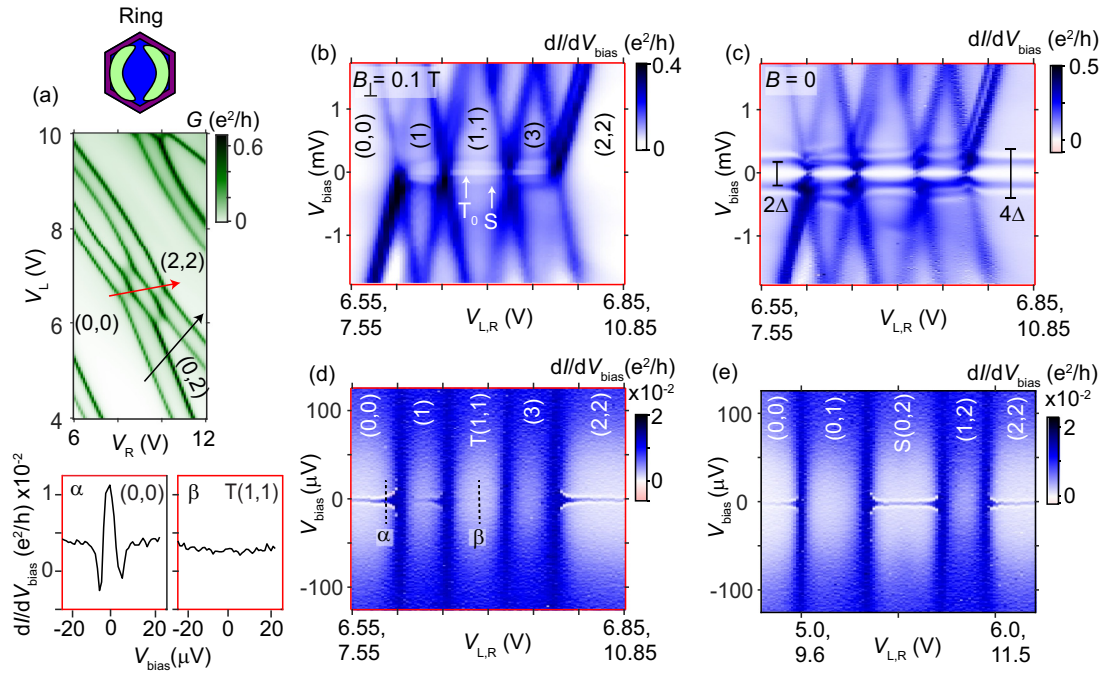 Ring
(a)
G (e²/h)
0.6
0
10
8
6
4
V_L (V)
(2,2)
(0,0)
(0,2)
6
12
V_R (V)
(b)
dI/dV_bias (e²/h)
0.4
0
B_⊥= 0.1 T
(0,0)
(1)
(1,1)
(3)
(2,2)
T_0
S
1
0
-1
V_bias (mV)
6.55,
7.55
V_L,R (V)
6.85,
10.85
(c)
dI/dV_bias (e²/h)
0.5
0
B = 0
2Δ
4Δ
1
0
-1
V_bias (mV)
6.55,
7.55
V_L,R (V)
6.85,
10.85
α
(0,0)
β
T(1,1)
1
0
dI/dV_bias (e²/h) x10⁻²
-20
0
20
-20
0
20
V_bias(μV)
(d)
dI/dV_bias (e²/h)
x10⁻²
2
0
(0,0)
(1)
T(1,1)
(3)
(2,2)
α
β
100
0
-100
V_bias(μV)
6.55,
7.55
V_L,R (V)
6.85,
10.85
(e)
dI/dV_bias (e²/h)
x10⁻²
2
0
(0,0)
(0,1)
S(0,2)
(1,2)
(2,2)
100
0
-100
V_bias(μV)
5.0,
9.6
V_L,R (V)
6.0,
11.5